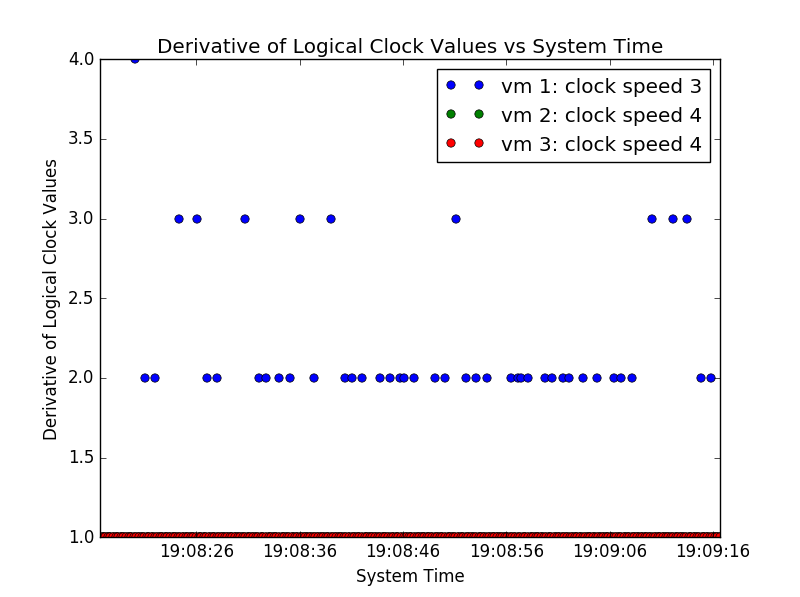 Derivative of Logical Clock Values vs System Time
vm 1: clock speed 3
vm 2: clock speed 4
vm 3: clock speed 4
Derivative of Logical Clock Values
4.0
3.5
3.0
2.5
2.0
1.5
1.0
19:08:26 19:08:36 19:08:46 19:08:56 19:09:06 19:09:16
System Time